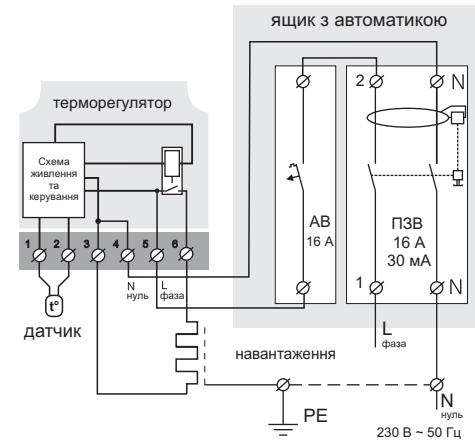 ящик з автоматикою
терморегулятор
Схема
живлення
та
керування
1 2 3 4 5 6
N
нуль
L
фаза
t°
датчик
2
N
АВ
16 А
ПЗВ
16 А
30 мА
1
N
L
фаза
навантаження
PE
N
нуль
230 В ~ 50 Гц